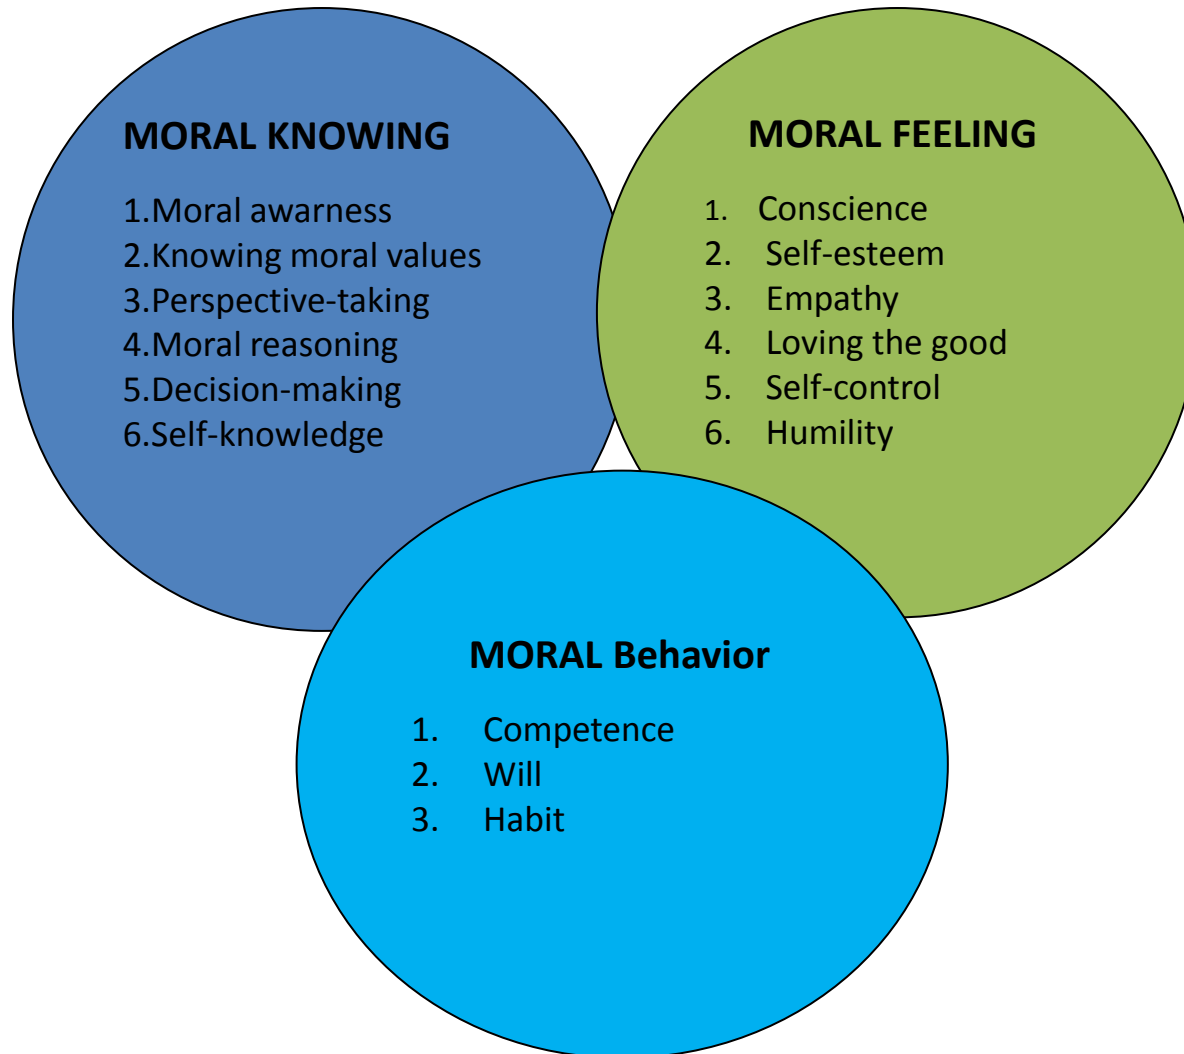 MORAL KNOWING
1.Moral awarness
2.Knowing moral values
3.Perspective-taking
4.Moral reasoning
5.Decision-making
6.Self-knowledge
MORAL FEELING
1. Conscience
2. Self-esteem
3. Empathy
4. Loving the good
5. Self-control
6. Humility
MORAL Behavior
1. Competence
2. Will
3. Habit